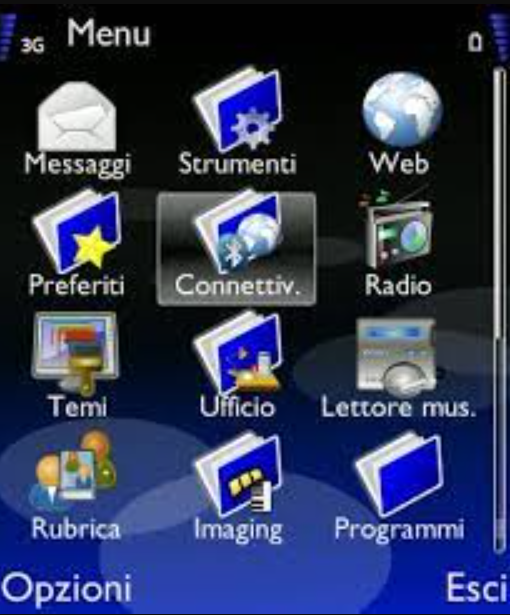 3G Menu
Messaggi Strumenti Web
Preferiti Connettiv. Radio
Temi Ufficio Lettore mus.
Rubrica Imaging Programmi
Opzioni Esci